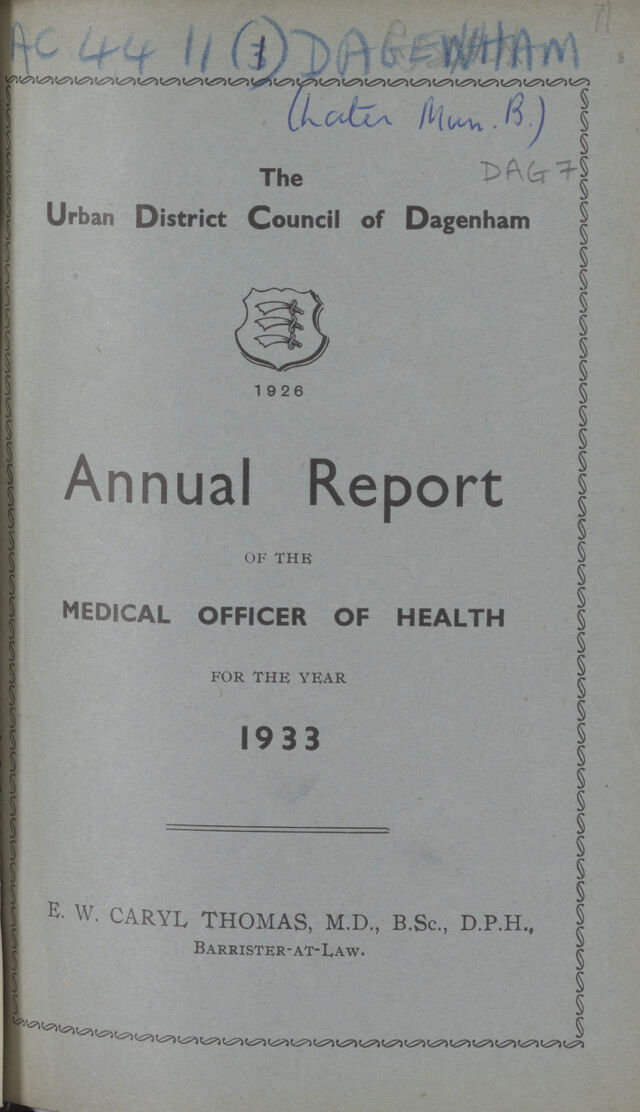 AC 44 11 (1) DAGENHAM
(Later Mun. B.)
DAG 7
The
Urban District Council of Dagenham
1926
Annual Report
OF THE
MEDICAL OFFICER OF HEALTH
FOR THE YEAR
1933
E. W. CARYL THOMAS, M.D., B.Sc., D.P.H.,
BARRISTER-AT-LAW.